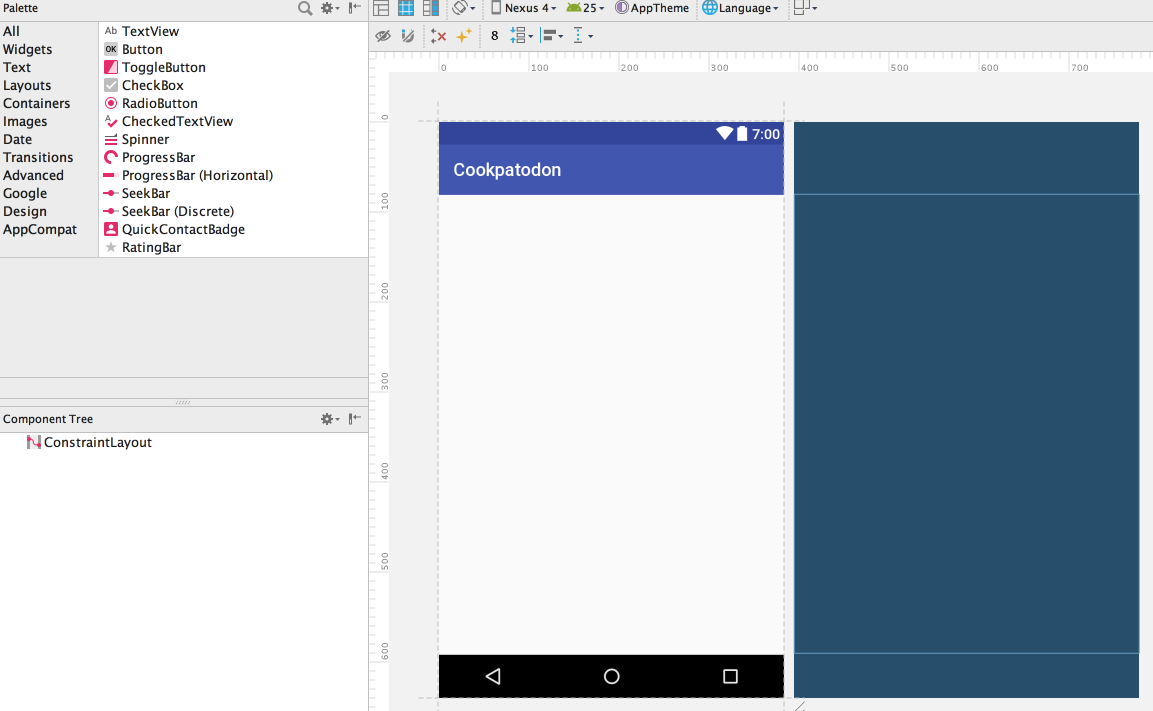 Palette
Nexus 4 25 AppTheme Language
All
Widgets
Text
Layouts
Containers
Images
Date
Transitions
Advanced
Google
Design
AppCompat
Ab TextView
OK Button
ToggleButton
CheckBox
RadioButton
CheckedTextView
Spinner
ProgressBar
ProgressBar (Horizontal)
SeekBar
SeekBar (Discrete)
QuickContactBadge
RatingBar
8
0 100 200 300 400 500 600 700
0
100
200
300
400
500
600
7:00
Cookpatodon
Component Tree
ConstraintLayout